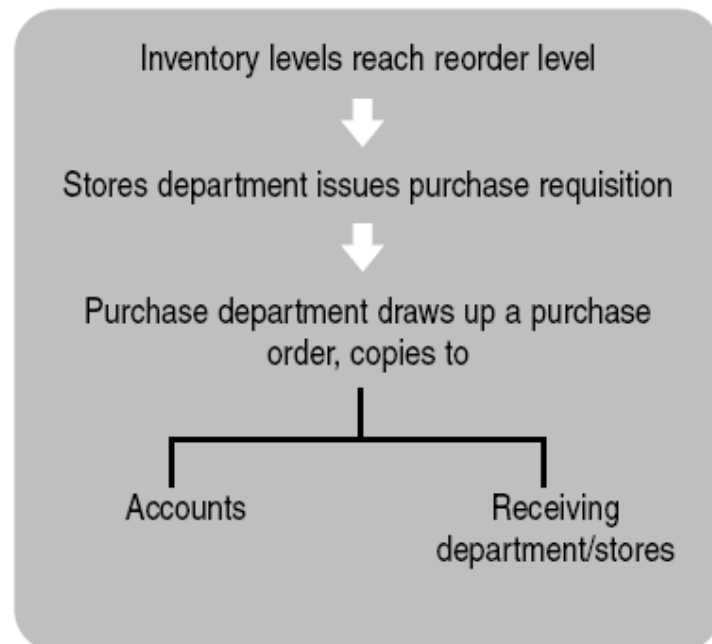 Inventory levels reach reorder level
Stores department issues purchase requisition
Purchase department draws up a purchase
order, copies to
Accounts
Receiving
department/stores